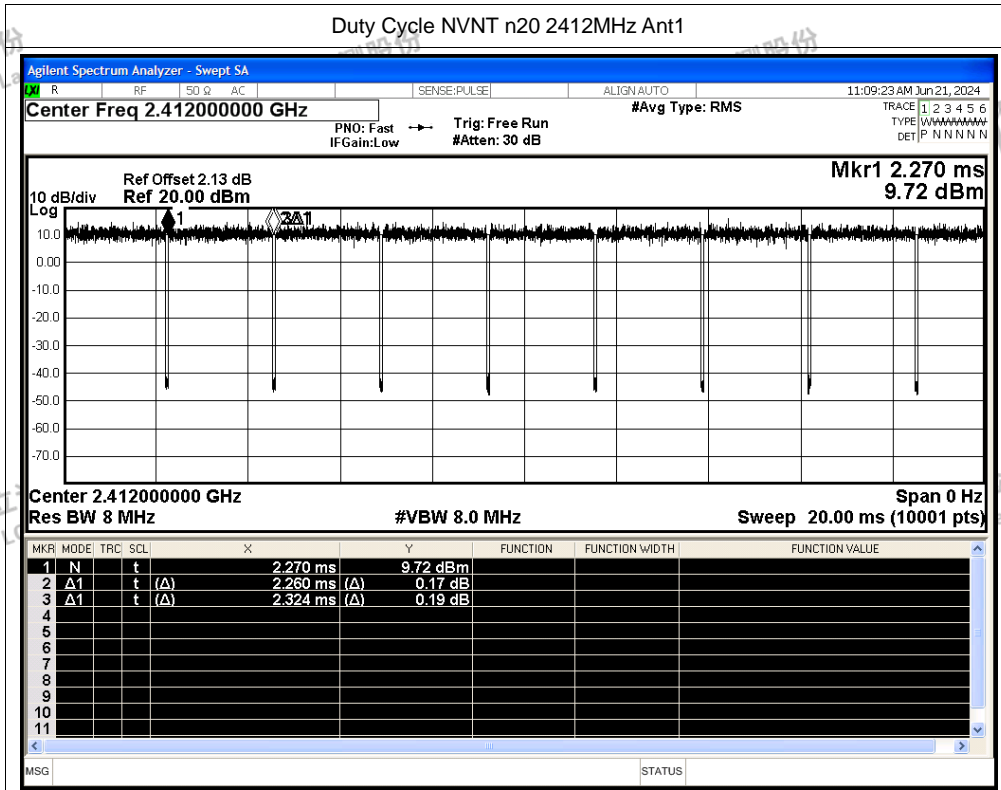 Duty Cycle NVNT n20 2412MHz Ant1
Agilent Spectrum Analyzer - Swept SA
LXI R RF 50 Ω AC SENSE:PULSE ALIGN AUTO 11:09:23 AM Jun 21, 2024
Center Freq 2.412000000 GHz #Avg Type: RMS TRACE 1 2 3 4 5 6
PNO: Fast Trig: Free Run TYPE WWWWWW
IFGain:Low #Atten: 30 dB DET P N N N N N
Mkr1 2.270 ms
Ref Offset 2.13 dB
10 dB/div Ref 20.00 dBm 9.72 dBm
Log
1 3Δ1
10.0
0.00
-10.0
-20.0
-30.0
-40.0
-50.0
-60.0
-70.0
Center 2.412000000 GHz Span 0 Hz
Res BW 8 MHz #VBW 8.0 MHz Sweep 20.00 ms (10001 pts)
MKR MODE TRC SCL X Y FUNCTION FUNCTION WIDTH FUNCTION VALUE
1 N t 2.270 ms 9.72 dBm
2 Δ1 t (Δ) 2.260 ms (Δ) 0.17 dB
3 Δ1 t (Δ) 2.324 ms (Δ) 0.19 dB
4
5
6
7
8
9
10
11
MSG STATUS